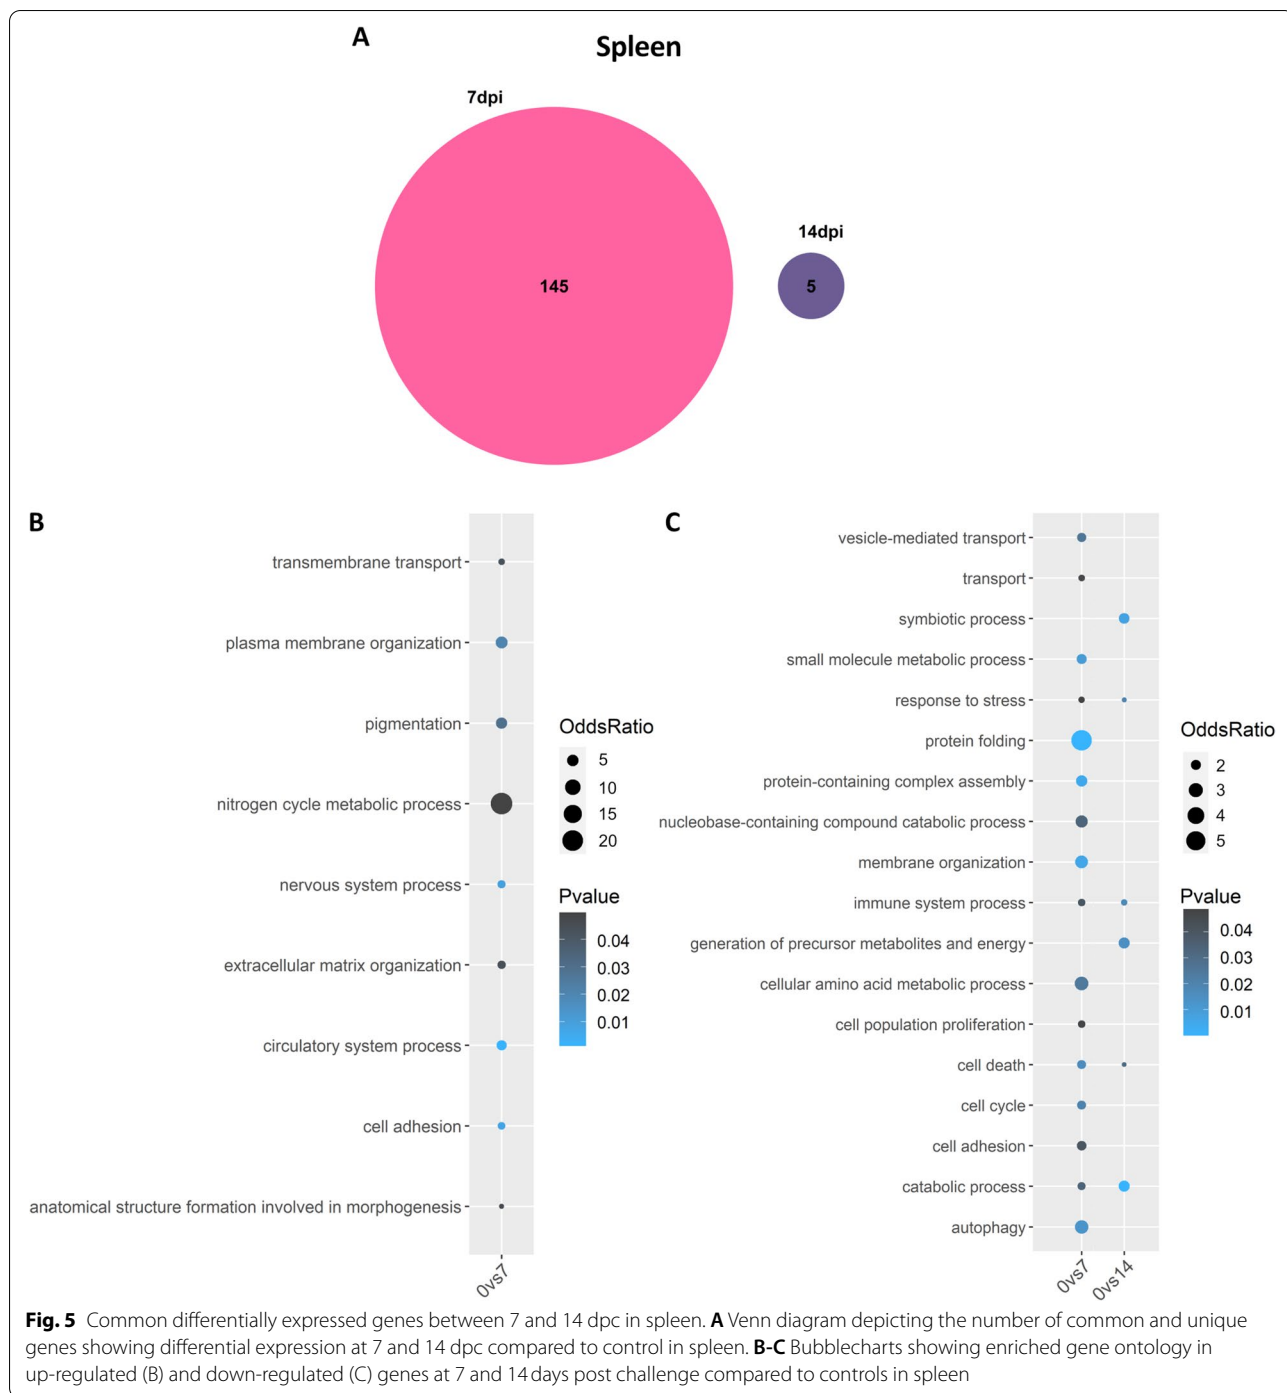 A
Spleen
7dpi
145
14dpi
5
B
transmembrane transport
plasma membrane organization
pigmentation
nitrogen cycle metabolic process
nervous system process
extracellular matrix organization
circulatory system process
cell adhesion
anatomical structure formation involved in morphogenesis
0vs7
OddsRatio
5
10
15
20
Pvalue
0.04
0.03
0.02
0.01
C
vesicle-mediated transport
transport
symbiotic process
small molecule metabolic process
response to stress
protein folding
protein-containing complex assembly
nucleobase-containing compound catabolic process
membrane organization
immune system process
generation of precursor metabolites and energy
cellular amino acid metabolic process
cell population proliferation
cell death
cell cycle
cell adhesion
catabolic process
autophagy
0vs7
0vs14
OddsRatio
2
3
4
5
Pvalue
0.04
0.03
0.02
0.01
Fig. 5 Common differentially expressed genes between 7 and 14 dpc in spleen. A Venn diagram depicting the number of common and unique
genes showing differential expression at 7 and 14 dpc compared to control in spleen. B-C Bubblecharts showing enriched gene ontology in
up-regulated (B) and down-regulated (C) genes at 7 and 14 days post challenge compared to controls in spleen